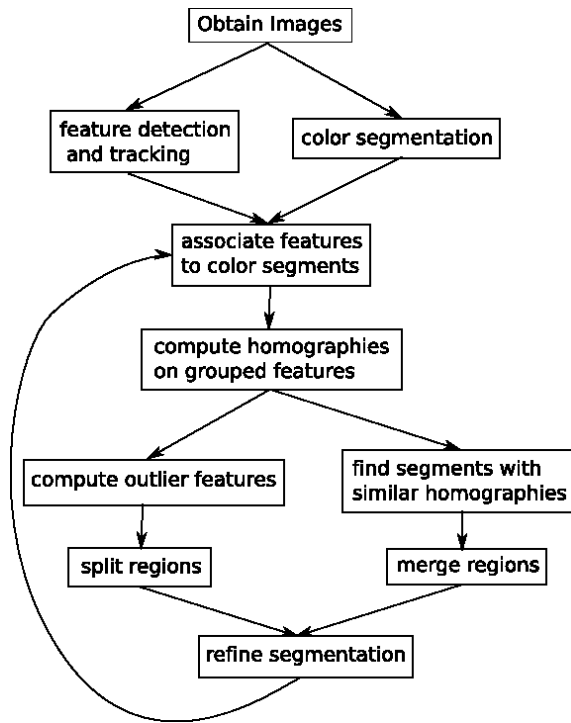 Obtain Images
feature detection
and tracking
color segmentation
associate features
to color segments
compute homographies
on grouped features
compute outlier features
find segments with
similar homographies
split regions
merge regions
refine segmentation